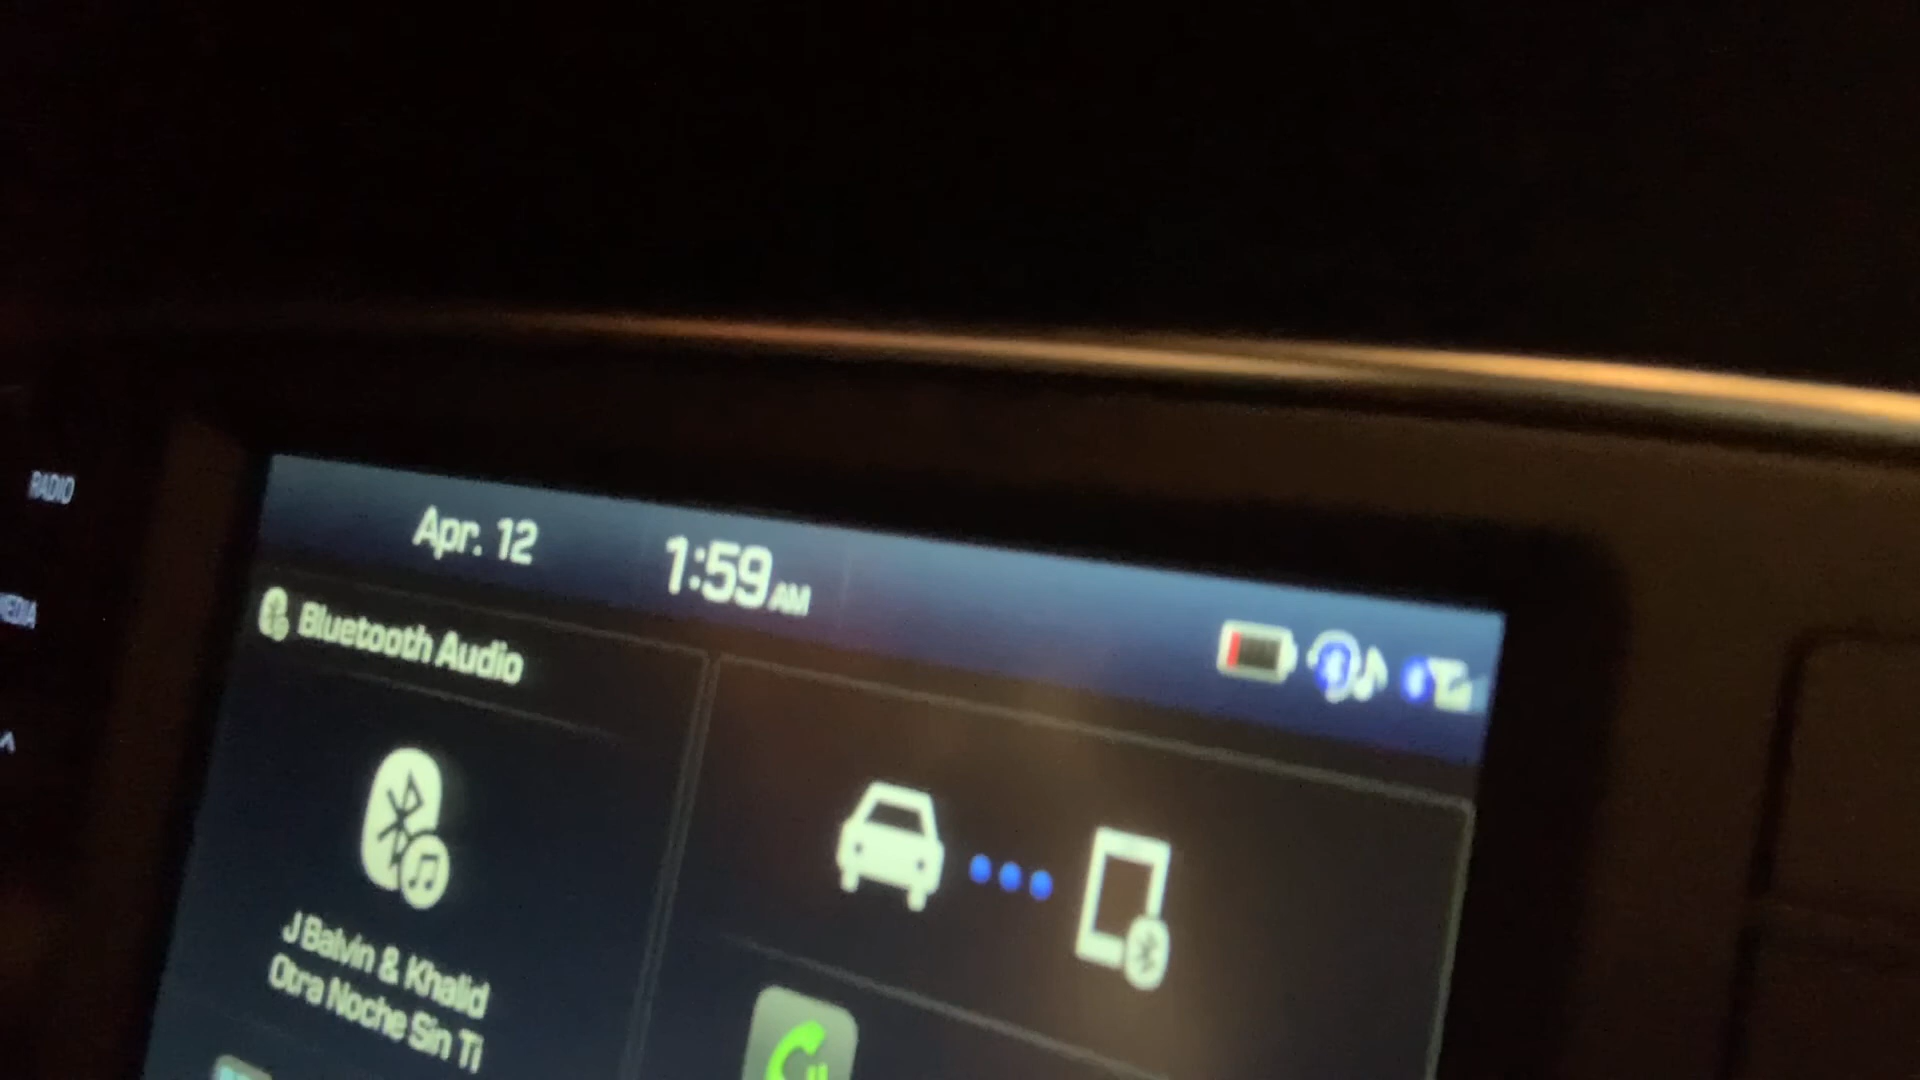 RADIO
Apr. 12
1:59 AM
Bluetooth Audio
MEDIA
J Balvin & Khalid
Otra Noche Sin Ti